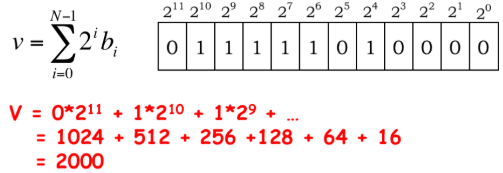 v = ∑_{i=0}^{N−1} 2^i b_i
2^11 2^10 2^9 2^8 2^7 2^6 2^5 2^4 2^3 2^2 2^1 2^0
0 1 1 1 1 1 0 1 0 0 0 0
V = 0*2^11 + 1*2^10 + 1*2^9 + …
= 1024 + 512 + 256 +128 + 64 + 16
= 2000